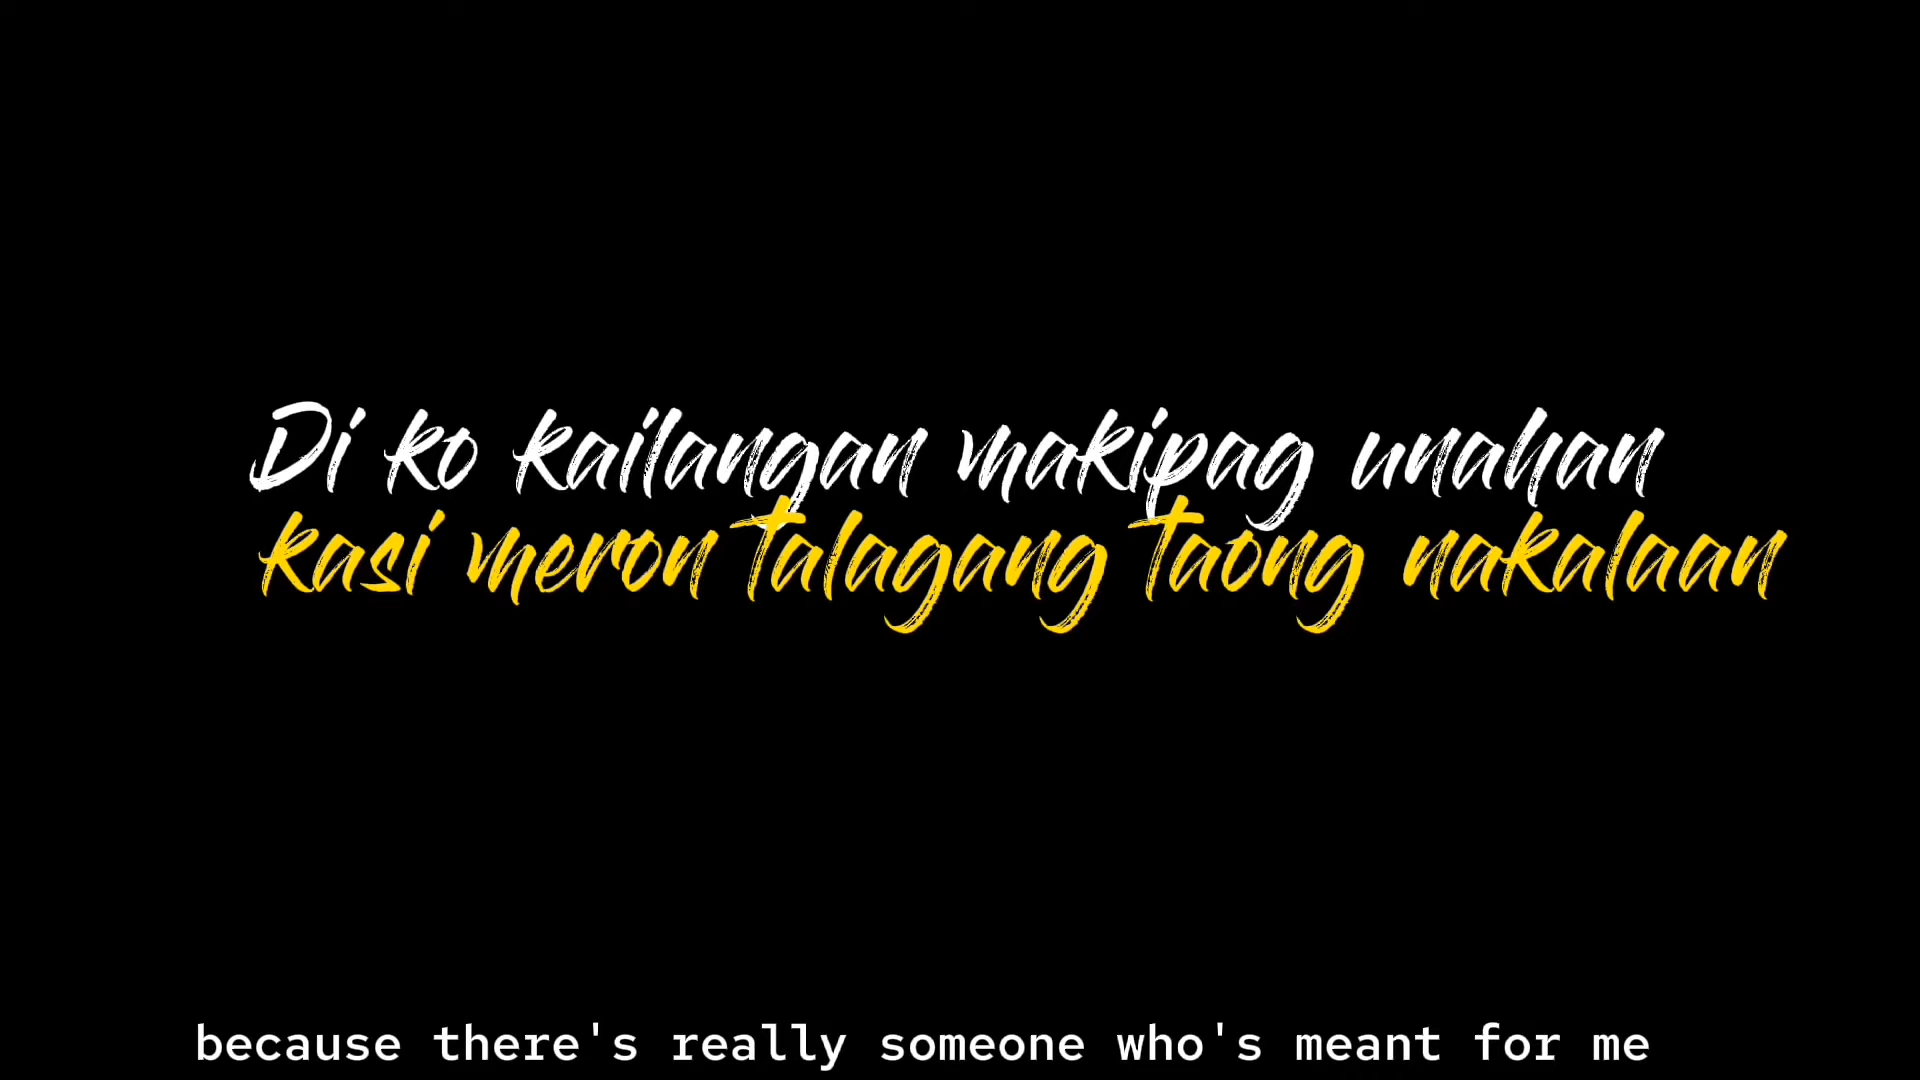 Di ko kailangan makipag unahan
kasi meron talagang taong nakalaan
because there's really someone who's meant for me